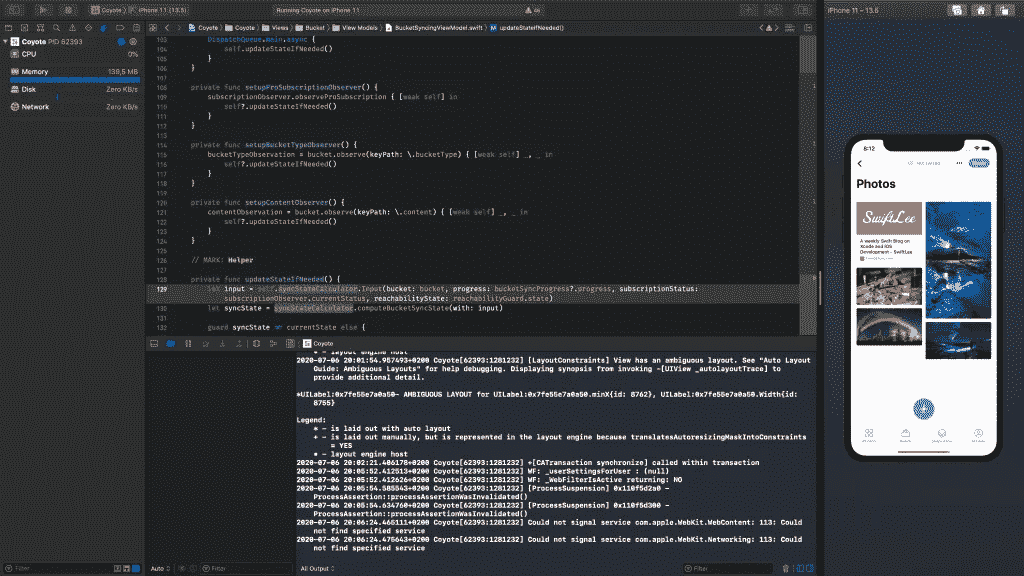 Coyote
iPhone 11 (13.5)
Running Coyote on iPhone 11
iPhone 11 – 13.5
Coyote
Coyote
Views
Bucket
View Models
BucketSyncingViewModel.swift
updateStateIfNeeded()
Coyote PID 62393
CPU
0%
Memory
139,5 MB
Disk
Zero KB/s
Network
Zero KB/s
103 DispatchQueue.main.async {
104 self.updateStateIfNeeded()
105 }
106 }
107
108 private func setupProSubscriptionObserver() {
109 subscriptionObserver.observeProSubscription { [weak self] in
110 self?.updateStateIfNeeded()
111 }
112 }
113
114 private func setupBucketTypeObserver() {
115 bucketTypeObservation = bucket.observe(keyPath: \.bucketType) { [weak self] _, _ in
116 self?.updateStateIfNeeded()
117 }
118 }
119
120 private func setupContentObserver() {
121 contentObservation = bucket.observe(keyPath: \.content) { [weak self] _, _ in
122 self?.updateStateIfNeeded()
123 }
124 }
125
126 // MARK: Helper
127
128 private func updateStateIfNeeded() {
129 let input = self.syncStateCalculator.Input(bucket: bucket, progress: bucketSyncProgress?.progress, subscriptionStatus:
subscriptionObserver.currentStatus, reachabilityState: reachabilityGuard.state)
130 let syncState = syncStateCalculator.computeBucketSyncState(with: input)
131
132 guard syncState != currentState else {
Coyote
* - layout engine host
2020-07-06 20:01:54.957493+0200 Coyote[62393:1281232] [LayoutConstraints] View has an ambiguous layout. See "Auto Layout
Guide: Ambiguous Layouts" for help debugging. Displaying synopsis from invoking -[UIView _autolayoutTrace] to
provide additional detail.
*UILabel:0x7fe55e7a0a50- AMBIGUOUS LAYOUT for UILabel:0x7fe55e7a0a50.minX{id: 8762}, UILabel:0x7fe55e7a0a50.Width{id:
8755}
Legend:
* - is laid out with auto layout
+ - is laid out manually, but is represented in the layout engine because translatesAutoresizingMaskIntoConstraints
= YES
* - layout engine host
2020-07-06 20:02:21.406178+0200 Coyote[62393:1281232] +[CATransaction synchronize] called within transaction
2020-07-06 20:05:52.412513+0200 Coyote[62393:1281232] WF: _userSettingsForUser : (null)
2020-07-06 20:05:52.412626+0200 Coyote[62393:1281232] WF: _WebFilterIsActive returning: NO
2020-07-06 20:05:54.585543+0200 Coyote[62393:1281232] [ProcessSuspension] 0x110f5d2a0 -
ProcessAssertion::processAssertionWasInvalidated()
2020-07-06 20:05:54.634760+0200 Coyote[62393:1281232] [ProcessSuspension] 0x110f5d300 -
ProcessAssertion::processAssertionWasInvalidated()
2020-07-06 20:06:24.465111+0200 Coyote[62393:1281232] Could not signal service com.apple.WebKit.WebContent: 113: Could
not find specified service
2020-07-06 20:06:24.475643+0200 Coyote[62393:1281232] Could not signal service com.apple.WebKit.Networking: 113: Could
not find specified service
Filter
Auto
Filter
All Output
Filter
8:12
Photos
SwiftLee
A weekly Swift Blog on
Xcode and iOS
Development - SwiftLee